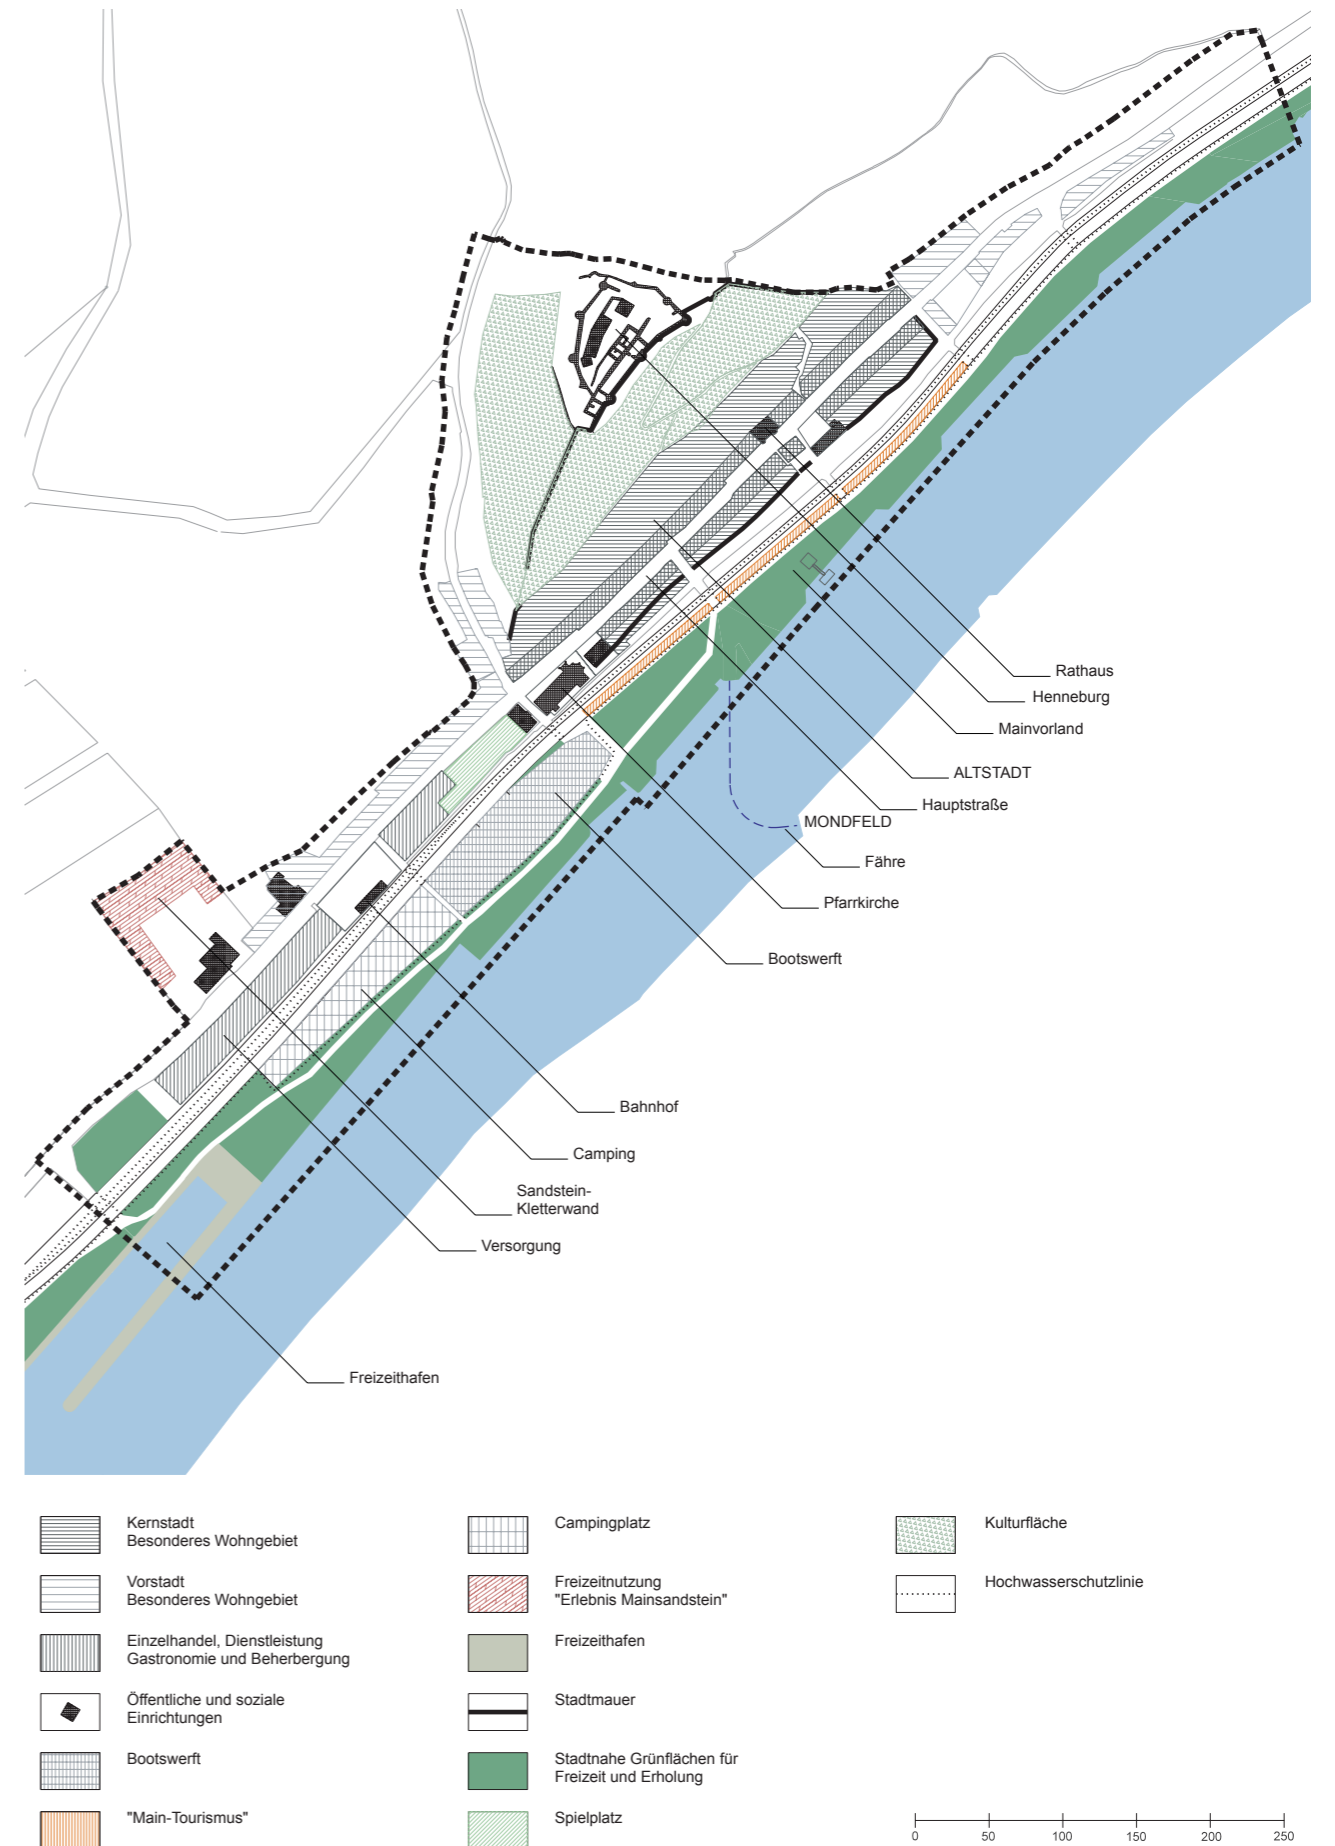 Rathaus
Henneburg
Mainvorland
ALTSTADT
Hauptstraße
MONDFELD
Fähre
Pfarrkirche
Bootswerft
Bahnhof
Camping
Sandstein-
Kletterwand
Versorgung
Freizeithafen
Kernstadt
Besonderes Wohngebiet
Vorstadt
Besonderes Wohngebiet
Einzelhandel, Dienstleistung
Gastronomie und Beherbergung
Öffentliche und soziale
Einrichtungen
Bootswerft
"Main-Tourismus"
Campingplatz
Freizeitnutzung
"Erlebnis Mainsandstein"
Freizeithafen
Stadtmauer
Stadtnahe Grünflächen für
Freizeit und Erholung
Spielplatz
Kulturfläche
Hochwasserschutzlinie
0 50 100 150 200 250